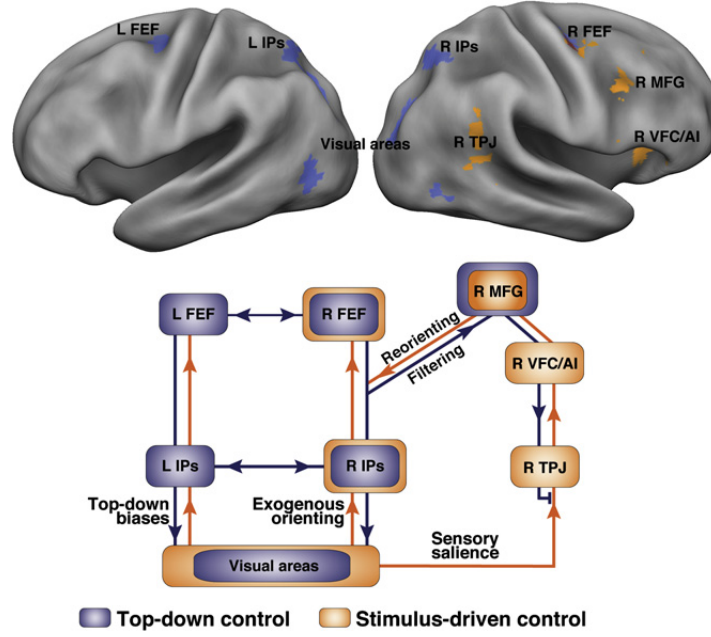 L FEF
L IPs
R IPs
R FEF
R MFG
R VFC/AI
R TPJ
Visual areas
R MFG
L FEF
R FEF
Reorienting
Filtering
R VFC/AI
L IPs
R IPs
R TPJ
Top-down
biases
Exogenous
orienting
Sensory
salience
Visual areas
Top-down control
Stimulus-driven control